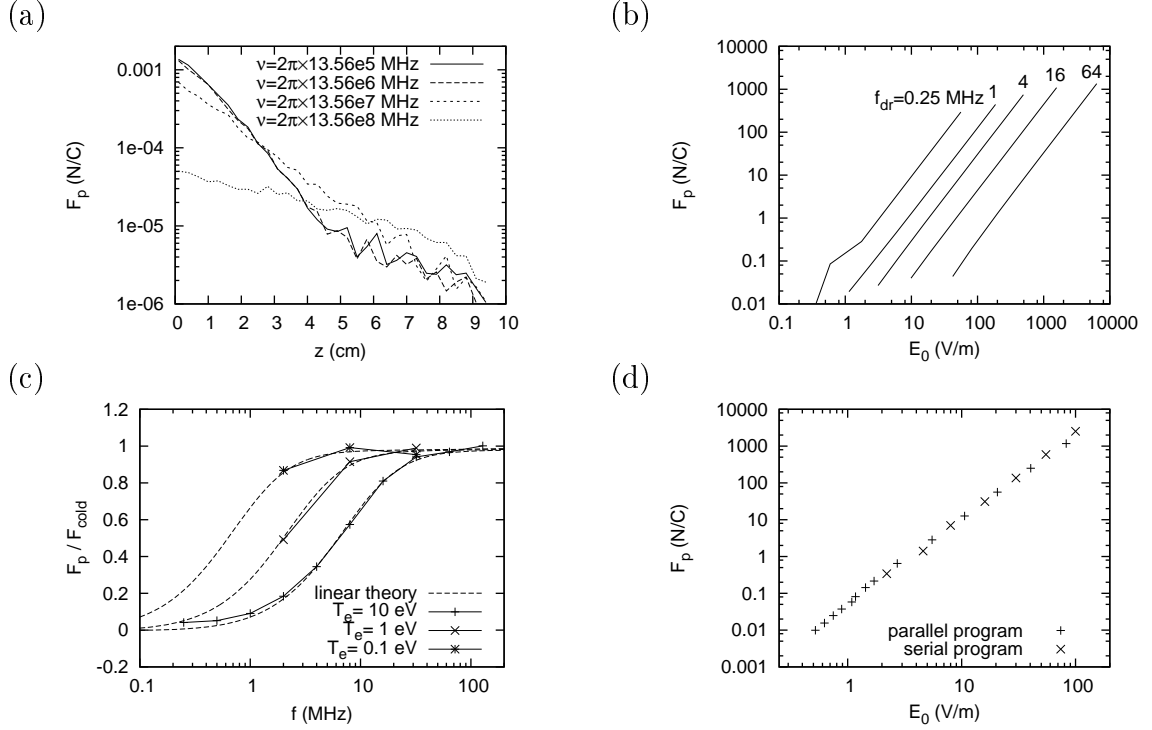 (a)
F_p (N/C)
0.001
1e-04
1e-05
1e-06
ν=2π×13.56e5 MHz
ν=2π×13.56e6 MHz
ν=2π×13.56e7 MHz
ν=2π×13.56e8 MHz
0 1 2 3 4 5 6 7 8 9 10
z (cm)
(b)
F_p (N/C)
10000
1000
100
10
1
0.1
0.01
f_dr=0.25 MHz 1 4 16 64
0.1 1 10 100 1000 10000
E_0 (V/m)
(c)
F_p / F_cold
1.2
1
0.8
0.6
0.4
0.2
0
-0.2
linear theory
T_e= 10 eV
T_e= 1 eV
T_e= 0.1 eV
0.1 1 10 100
f (MHz)
(d)
F_p (N/C)
10000
1000
100
10
1
0.1
0.01
0.001
parallel program
serial program
1 10 100
E_0 (V/m)